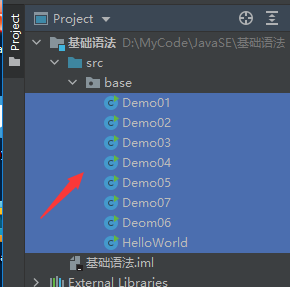 Project
Project
基础语法 D:\MyCode\JavaSE\基础语法
src
base
Demo01
Demo02
Demo03
Demo04
Demo05
Demo07
Deom06
HelloWorld
基础语法.iml
External Libraries